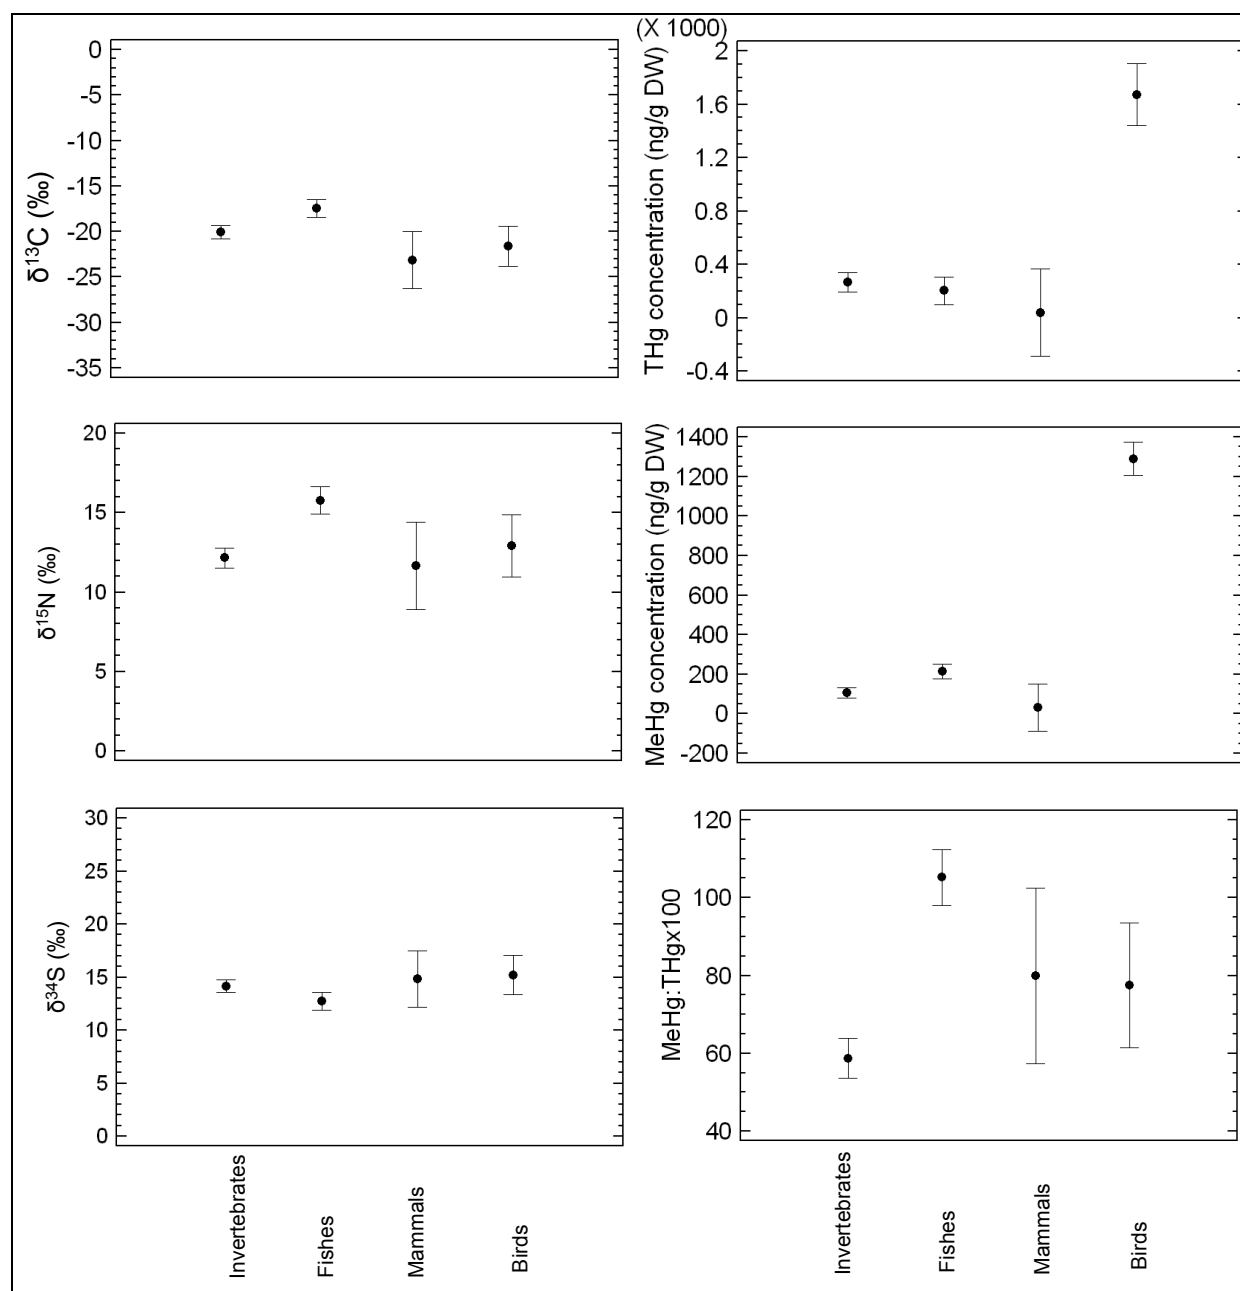 (X 1000)
δ13C (‰)
0
-5
-10
-15
-20
-25
-30
-35
THg concentration (ng/g DW)
2
1.6
1.2
0.8
0.4
0
-0.4
δ15N (‰)
20
15
10
5
0
MeHg concentration (ng/g DW)
1400
1200
1000
800
600
400
200
0
-200
δ34S (‰)
30
25
20
15
10
5
0
MeHg:THgx100
120
100
80
60
40
Invertebrates
Fishes
Mammals
Birds
Invertebrates
Fishes
Mammals
Birds